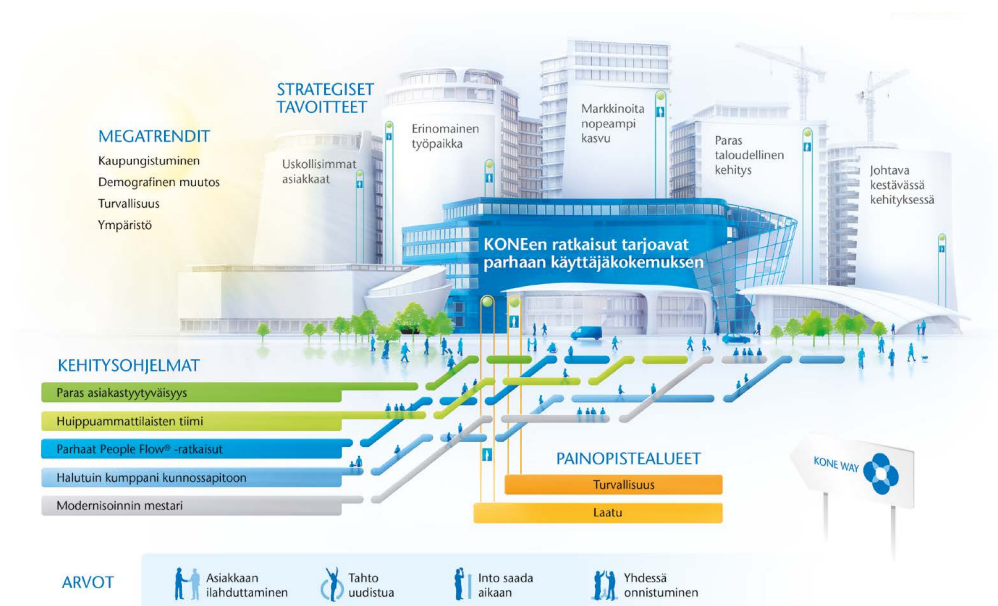 STRATEGISET
TAVOITTEET
MEGATRENDIT
Kaupungistuminen
Demografinen muutos
Turvallisuus
Ympäristö
Uskollisimmat
asiakkaat
Erinomainen
työpaikka
Markkinoita
nopeampi
kasvu
Paras
taloudellinen
kehitys
Johtava
kestävässä
kehityksessä
KONEen ratkaisut tarjoavat
parhaan käyttäjäkokemuksen
KEHITYSOHJELMAT
Paras asiakastyytyväisyys
Huippuammattilaisten tiimi
Parhaat People Flow® -ratkaisut
Halutuin kumppani kunnossapitoon
Modernisoinnin mestari
PAINOPISTEALUEET
Turvallisuus
Laatu
KONE WAY
ARVOT
Asiakkaan
ilahduttaminen
Tahto
uudistua
Into saada
aikaan
Yhdessä
onnistuminen